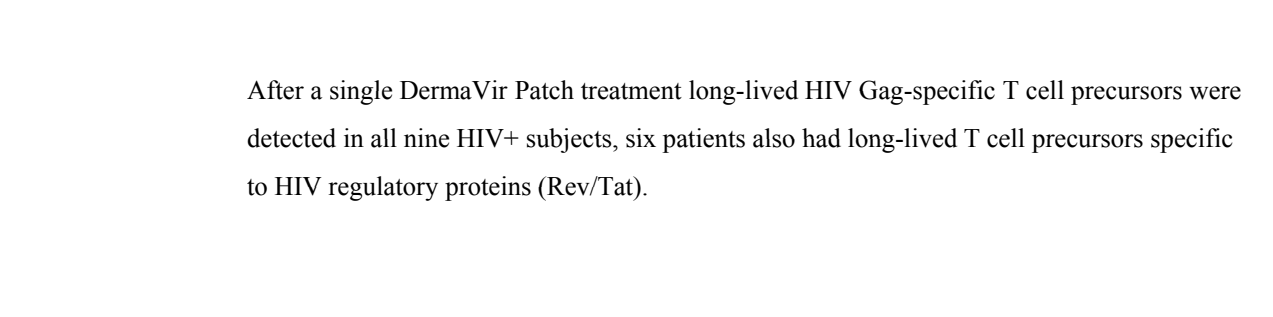 After a single DermaVir Patch treatment long-lived HIV Gag-specific T cell precursors were
detected in all nine HIV+ subjects, six patients also had long-lived T cell precursors specific
to HIV regulatory proteins (Rev/Tat).